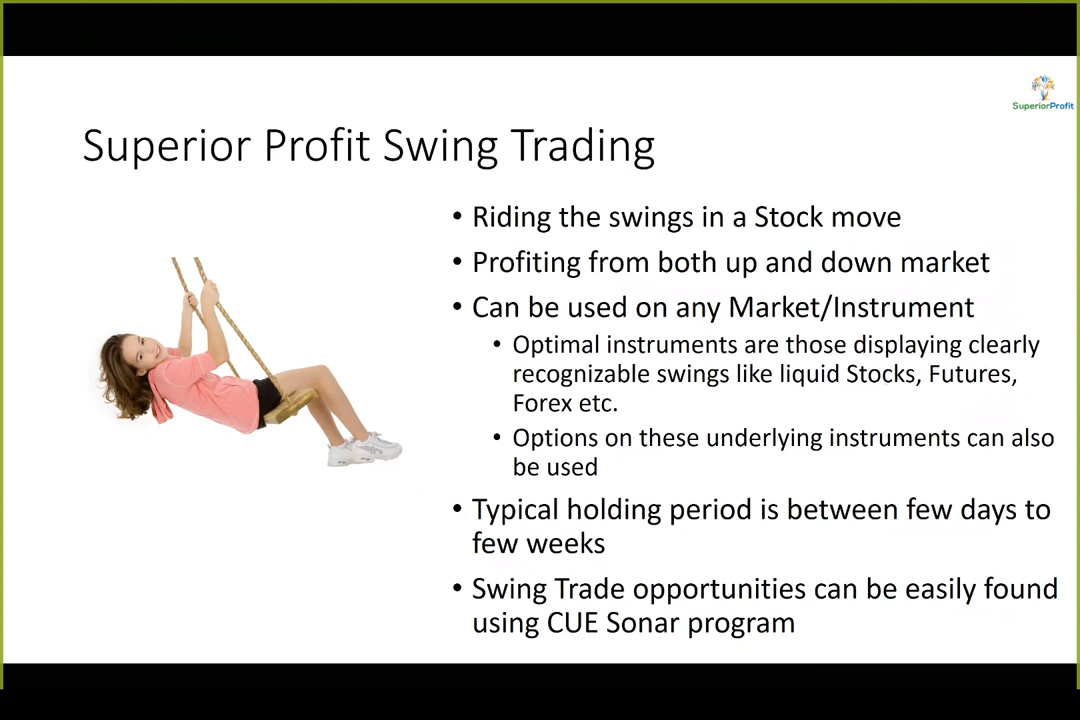 SuperiorProfit
Superior Profit Swing Trading
• Riding the swings in a Stock move
• Profiting from both up and down market
• Can be used on any Market/Instrument
• Optimal instruments are those displaying clearly
recognizable swings like liquid Stocks, Futures,
Forex etc.
• Options on these underlying instruments can also
be used
• Typical holding period is between few days to
few weeks
• Swing Trade opportunities can be easily found
using CUE Sonar program